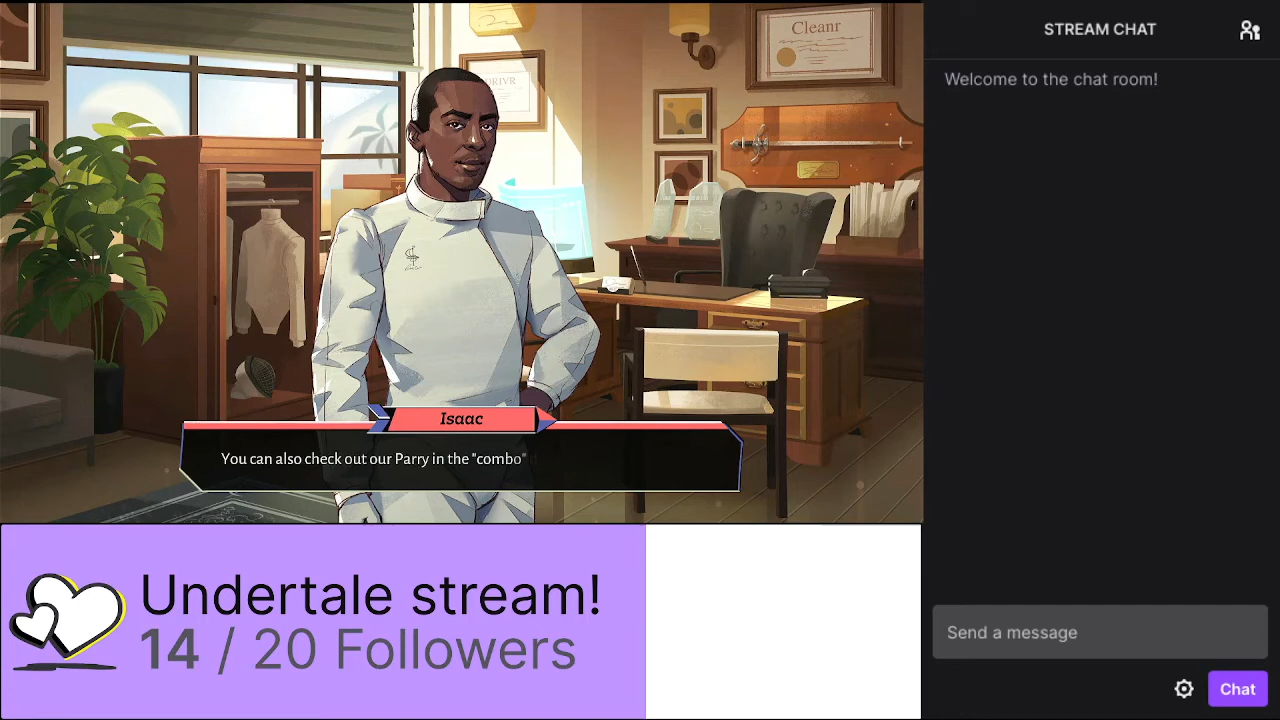 Cleanr
DRIVR
Isaac
You can also check out our Parry in the "combo"
Undertale stream!
14 / 20 Followers
STREAM CHAT
Welcome to the chat room!
Send a message
Chat